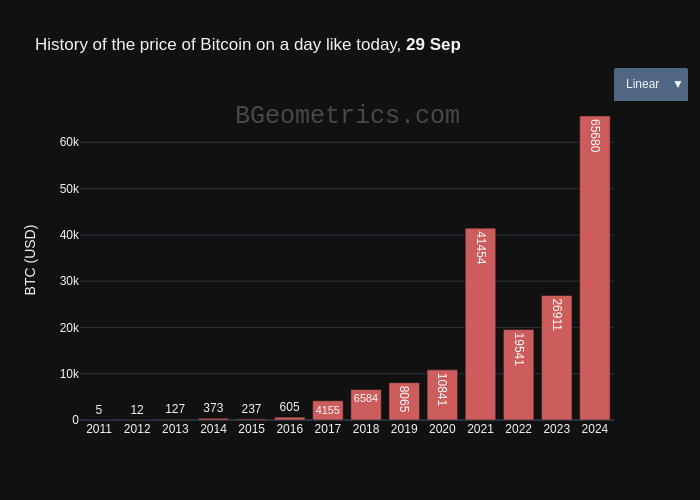 History of the price of Bitcoin on a day like today, 29 Sep
Linear ▼
BGeometrics.com
BTC (USD)
60k
50k
40k
30k
20k
10k
0
5 12 127 373 237 605 4155 6584 8065 10841 41454 19541 26911 65680
2011 2012 2013 2014 2015 2016 2017 2018 2019 2020 2021 2022 2023 2024